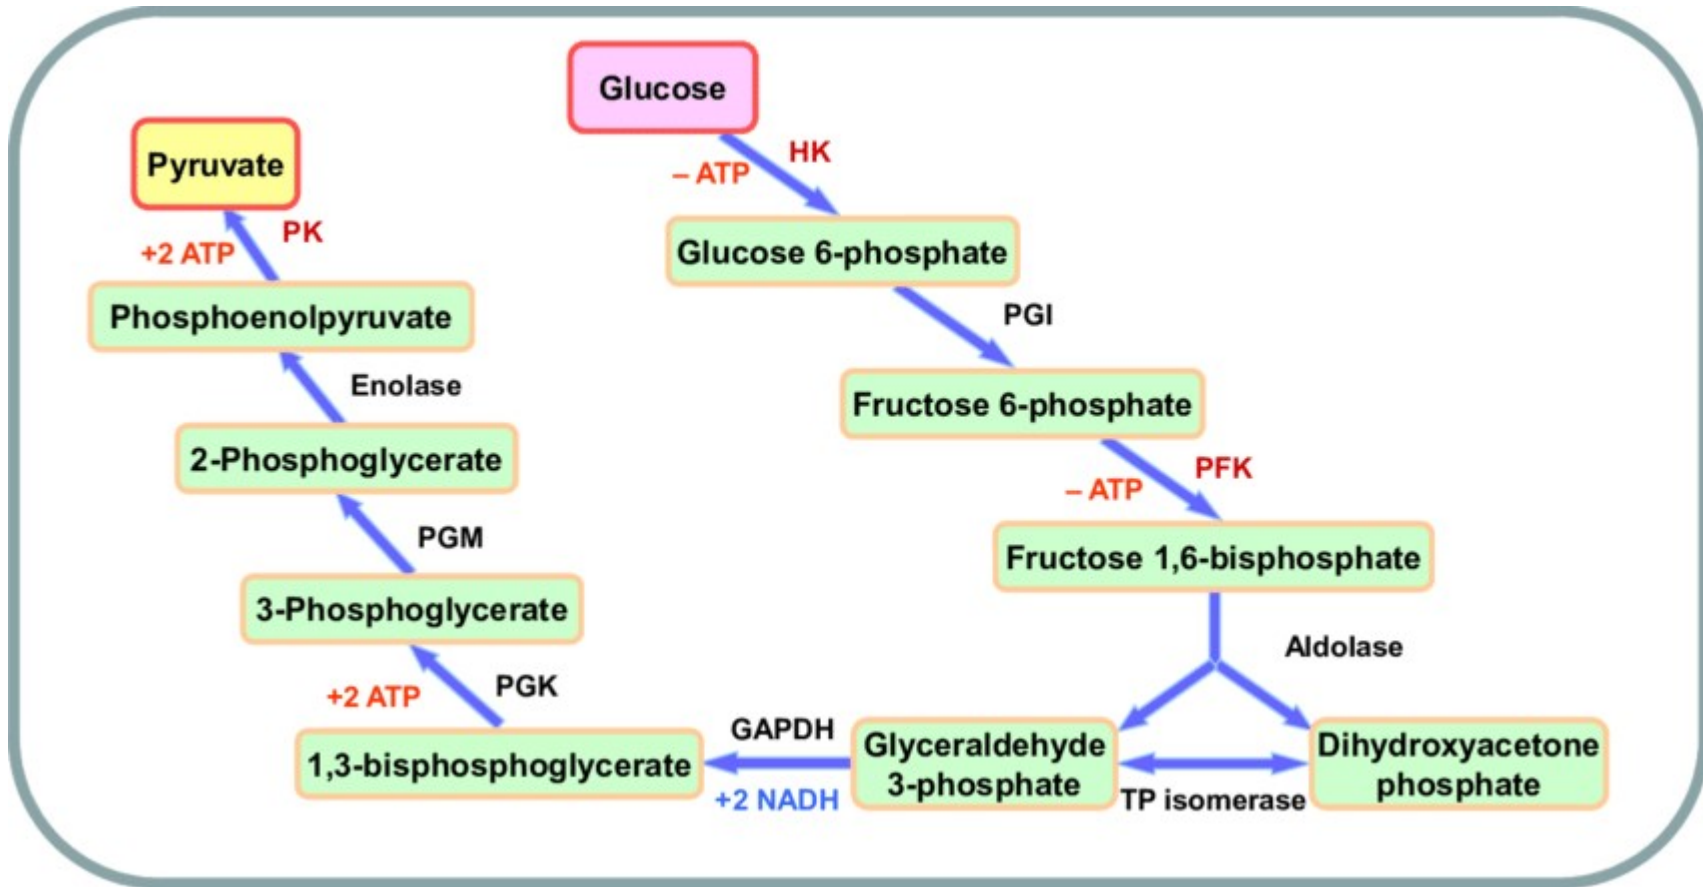 Glucose
HK
– ATP
Glucose 6-phosphate
PGI
Fructose 6-phosphate
PFK
– ATP
Fructose 1,6-bisphosphate
Aldolase
Glyceraldehyde
3-phosphate
Dihydroxyacetone
phosphate
TP isomerase
GAPDH
+2 NADH
1,3-bisphosphoglycerate
PGK
+2 ATP
3-Phosphoglycerate
PGM
2-Phosphoglycerate
Enolase
Phosphoenolpyruvate
PK
+2 ATP
Pyruvate